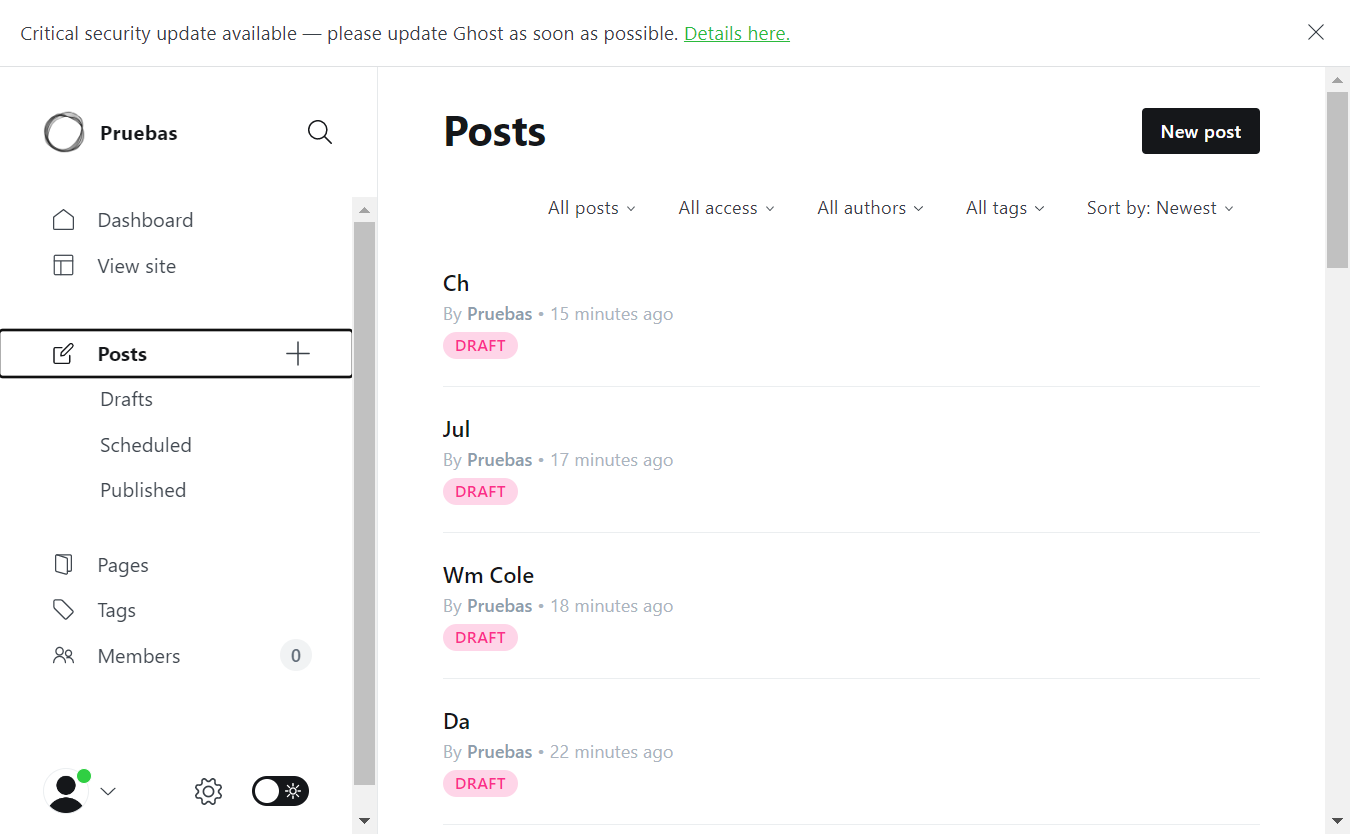 Critical security update available — please update Ghost as soon as possible. Details here.
Pruebas
Dashboard
View site
Posts
Drafts
Scheduled
Published
Pages
Tags
Members 0
Posts
New post
All posts All access All authors All tags Sort by: Newest
Ch
By Pruebas • 15 minutes ago
DRAFT
Jul
By Pruebas • 17 minutes ago
DRAFT
Wm Cole
By Pruebas • 18 minutes ago
DRAFT
Da
By Pruebas • 22 minutes ago
DRAFT